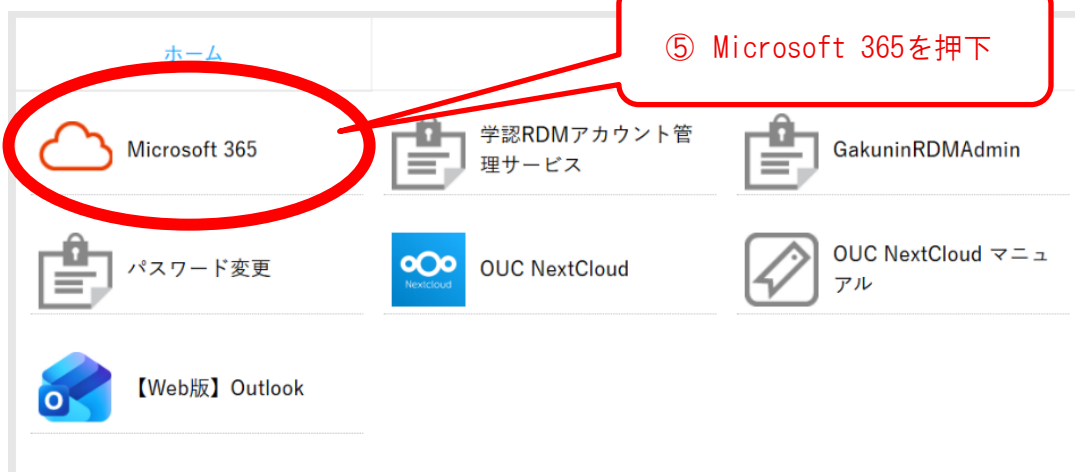 ホーム
⑤ Microsoft 365を押下
Microsoft 365
学認RDMアカウント管
理サービス
GakuninRDMAdmin
パスワード変更
Nextcloud
OUC NextCloud
OUC NextCloud マニュ
アル
O
【Web版】Outlook